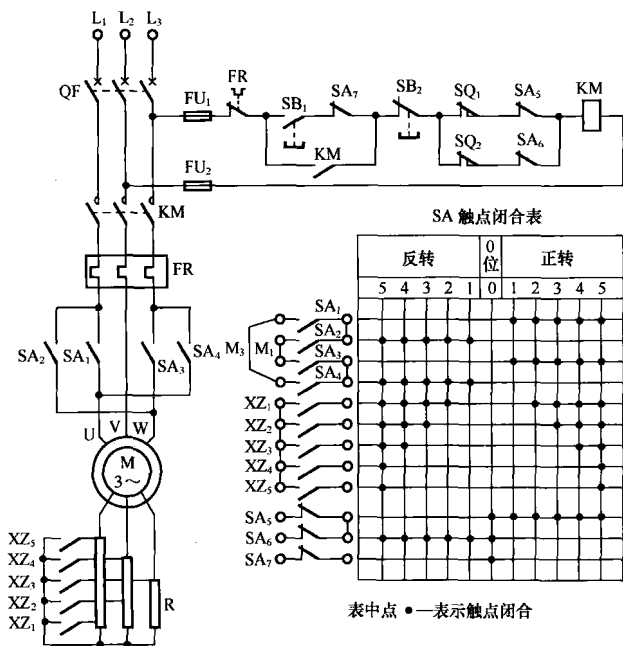 L₁ L₂ L₃
QF
FU₁
FR
SB₁
SA₇
SB₂
SQ₁
SA₅
KM
KM
SQ₂
SA₆
FU₂
KM
FR
SA₂
SA₁
SA₃
SA₄
U V W
M
3～
XZ₅
XZ₄
XZ₃
XZ₂
XZ₁
R
SA 触点闭合表
反转 0位 正转
5 4 3 2 1 0 1 2 3 4 5
M₃
M₁
SA₁
SA₂
SA₃
SA₄
XZ₁
XZ₂
XZ₃
XZ₄
XZ₅
SA₅
SA₆
SA₇
表中点 •—表示触点闭合